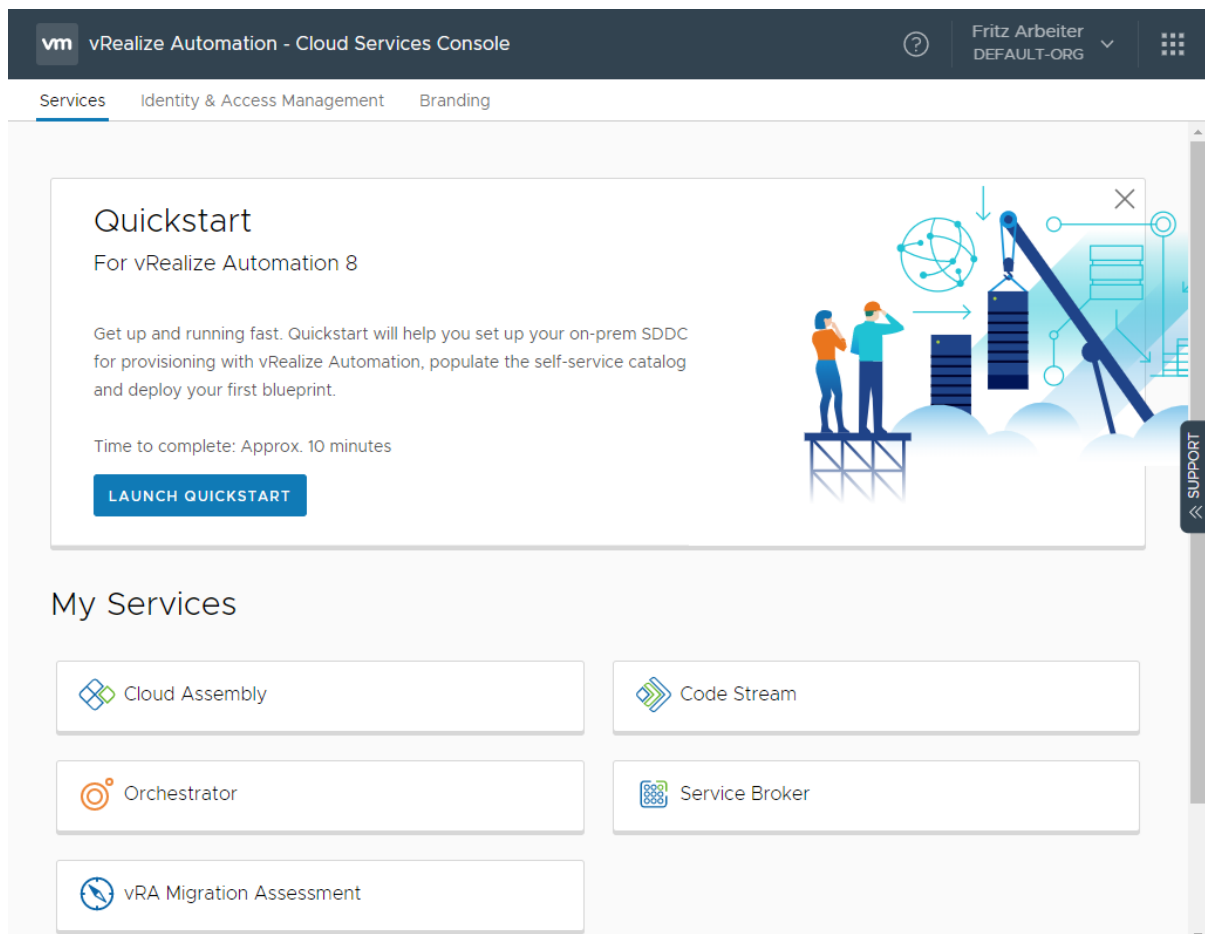 vm vRealize Automation - Cloud Services Console
Fritz Arbeiter
DEFAULT-ORG
Services Identity & Access Management Branding
Quickstart
For vRealize Automation 8
Get up and running fast. Quickstart will help you set up your on-prem SDDC
for provisioning with vRealize Automation, populate the self-service catalog
and deploy your first blueprint.
Time to complete: Approx. 10 minutes
LAUNCH QUICKSTART
SUPPORT
My Services
Cloud Assembly
Code Stream
Orchestrator
Service Broker
vRA Migration Assessment